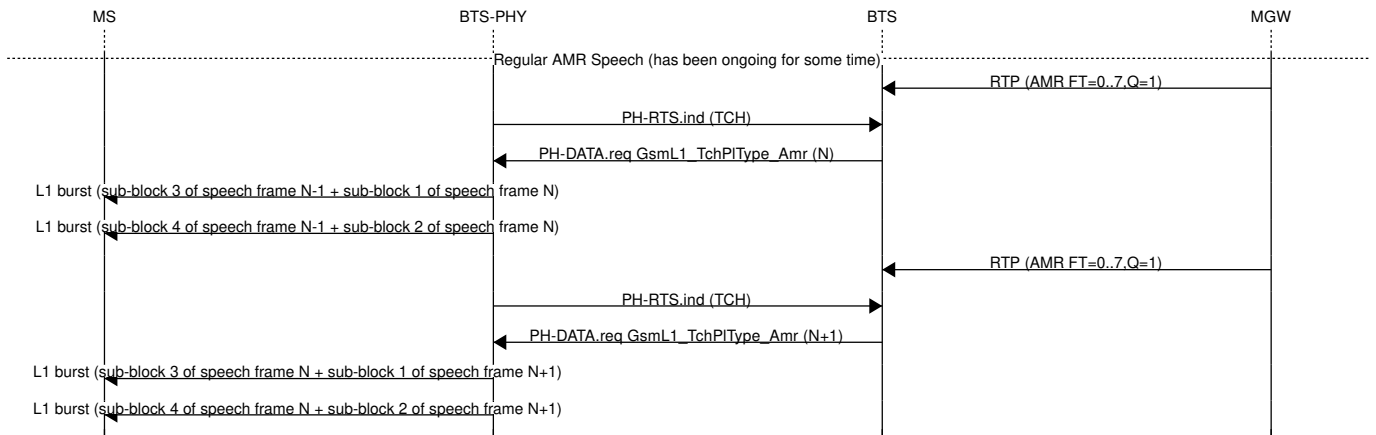 MS BTS-PHY BTS MGW
Regular AMR Speech (has been ongoing for some time)
RTP (AMR FT=0..7,Q=1)
PH-RTS.ind (TCH)
PH-DATA.req GsmL1_TchPlType_Amr (N)
L1 burst (sub-block 3 of speech frame N-1 + sub-block 1 of speech frame N)
L1 burst (sub-block 4 of speech frame N-1 + sub-block 2 of speech frame N)
RTP (AMR FT=0..7,Q=1)
PH-RTS.ind (TCH)
PH-DATA.req GsmL1_TchPlType_Amr (N+1)
L1 burst (sub-block 3 of speech frame N + sub-block 1 of speech frame N+1)
L1 burst (sub-block 4 of speech frame N + sub-block 2 of speech frame N+1)